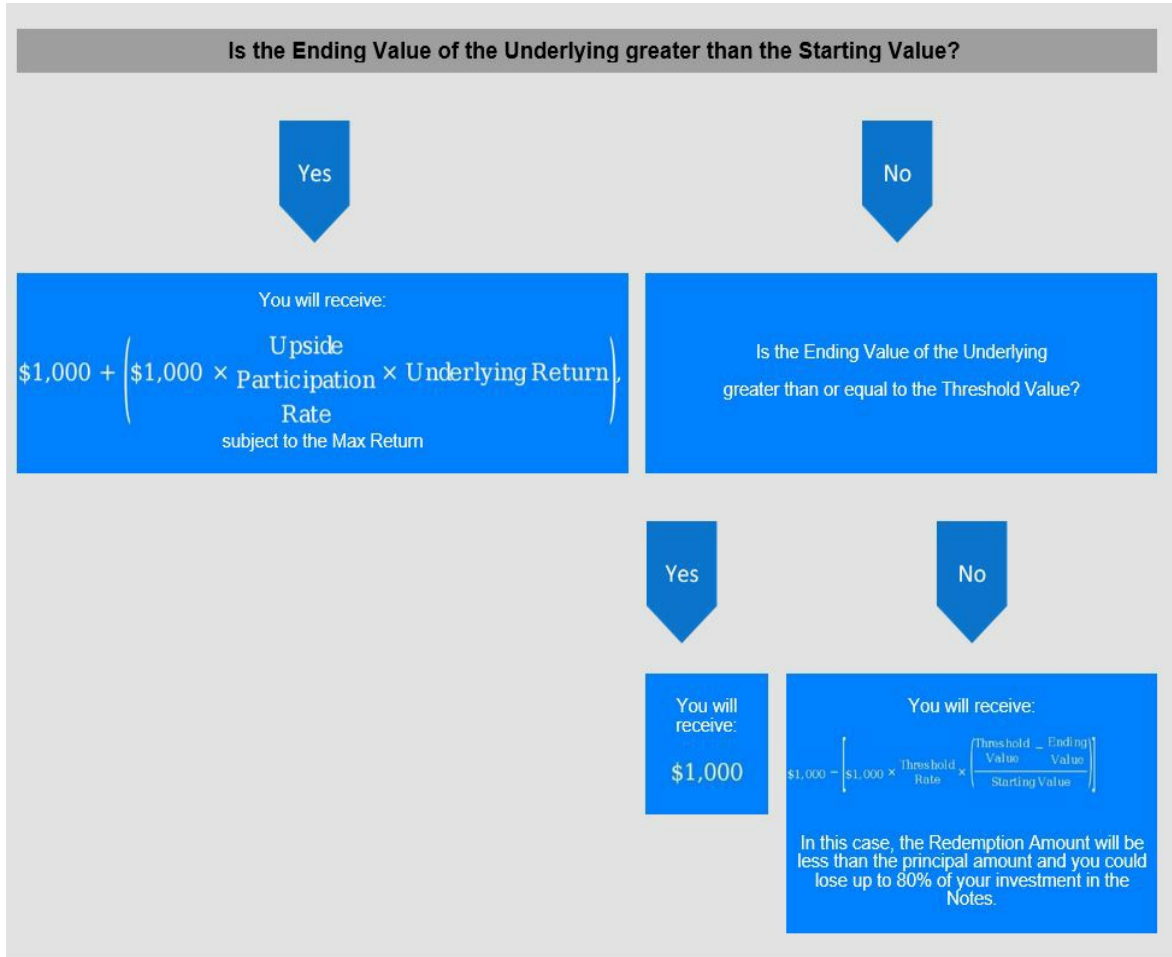 Is the Ending Value of the Underlying greater than the Starting Value?
Yes
No
You will receive:
$1,000 + ($1,000 × Upside Participation Rate × Underlying Return),
subject to the Max Return
Is the Ending Value of the Underlying
greater than or equal to the Threshold Value?
Yes
No
You will
receive:
$1,000
You will receive:
$1,000 − [$1,000 × Threshold Rate × ((Threshold Value − Ending Value) / Starting Value)]
In this case, the Redemption Amount will be
less than the principal amount and you could
lose up to 80% of your investment in the
Notes.